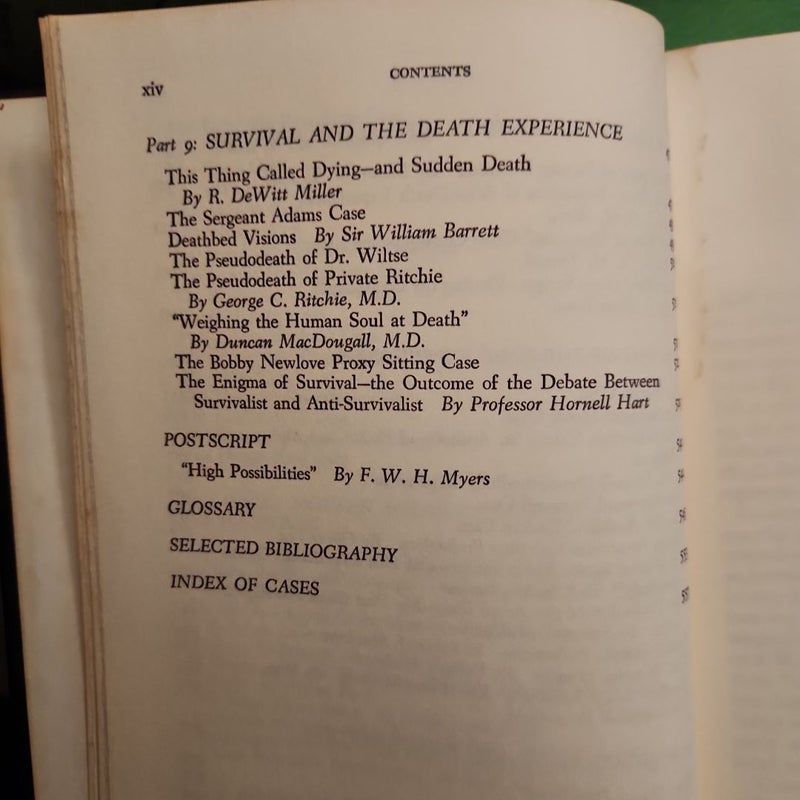 CONTENTS
xiv
Part 9: SURVIVAL AND THE DEATH EXPERIENCE
This Thing Called Dying—and Sudden Death
By R. DeWitt Miller
The Sergeant Adams Case
Deathbed Visions By Sir William Barrett
The Pseudodeath of Dr. Wiltse
The Pseudodeath of Private Ritchie
By George C. Ritchie, M.D.
"Weighing the Human Soul at Death"
By Duncan MacDougall, M.D.
The Bobby Newlove Proxy Sitting Case
The Enigma of Survival—the Outcome of the Debate Between
Survivalist and Anti-Survivalist By Professor Hornell Hart
POSTSCRIPT
"High Possibilities" By F. W. H. Myers
GLOSSARY
SELECTED BIBLIOGRAPHY
INDEX OF CASES